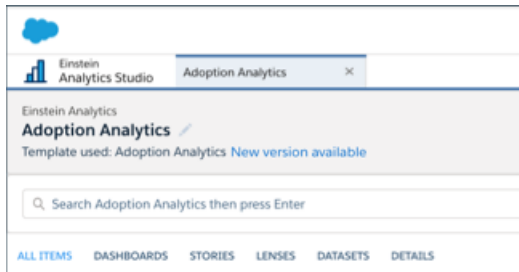 Einstein
Analytics Studio
Adoption Analytics
Einstein Analytics
Adoption Analytics
Template used: Adoption Analytics New version available
Search Adoption Analytics then press Enter
ALL ITEMS DASHBOARDS STORIES LENSES DATASETS DETAILS